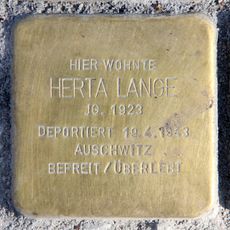 HIER WOHNTE
HERTA LANGE
JG. 1923
DEPORTIERT 19.4.1943
AUSCHWITZ
BEFREIT/ÜBERLEBT